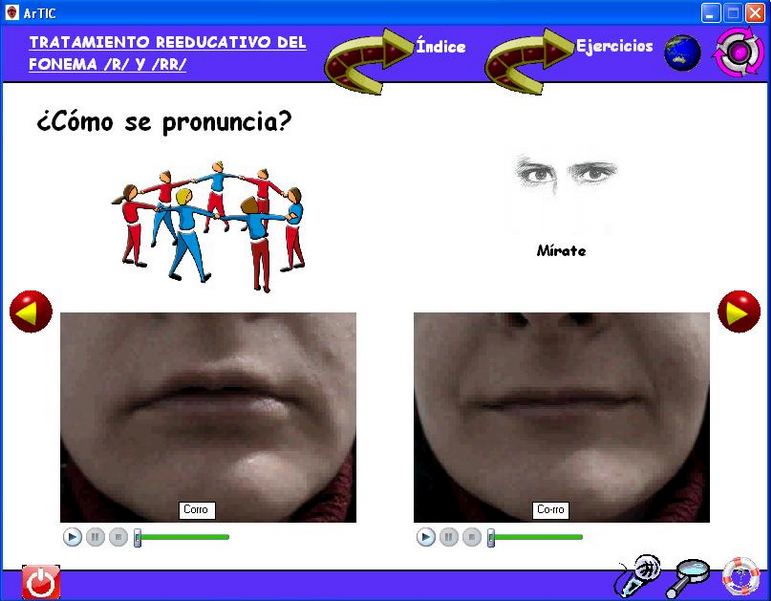 ArTIC
TRATAMIENTO REEDUCATIVO DEL
FONEMA /R/ Y /RR/
Índice
Ejercicios
¿Cómo se pronuncia?
Mírate
Corro
Co-rro